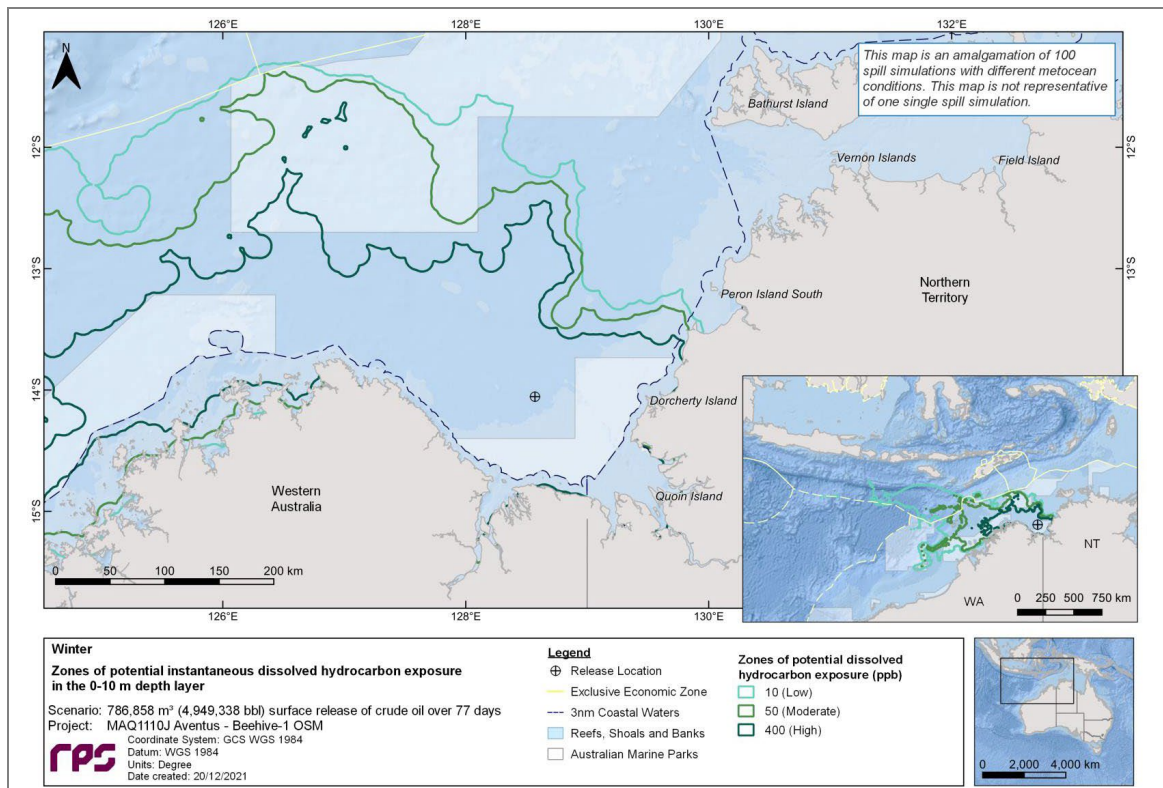 126°E
128°E
130°E
132°E
N
This map is an amalgamation of 100
spill simulations with different metocean
conditions. This map is not representative
of one single spill simulation.
Bathurst Island
12°S
Vernon Islands
Field Island
12°S
13°S
13°S
Peron Island South
Northern
Territory
14°S
Dorcherty Island
Western
Australia
Quoin Island
15°S
0 50 100 150 200 km
126°E
128°E
130°E
NT
WA
0 250 500 750 km
Winter
Zones of potential instantaneous dissolved hydrocarbon exposure
in the 0-10 m depth layer
Scenario: 786,858 m³ (4,949,338 bbl) surface release of crude oil over 77 days
Project: MAQ1110J Aventus - Beehive-1 OSM
rps
Coordinate System: GCS WGS 1984
Datum: WGS 1984
Units: Degree
Date created: 20/12/2021
Legend
Release Location
Exclusive Economic Zone
3nm Coastal Waters
Reefs, Shoals and Banks
Australian Marine Parks
Zones of potential dissolved
hydrocarbon exposure (ppb)
10 (Low)
50 (Moderate)
400 (High)
0 2,000 4,000 km